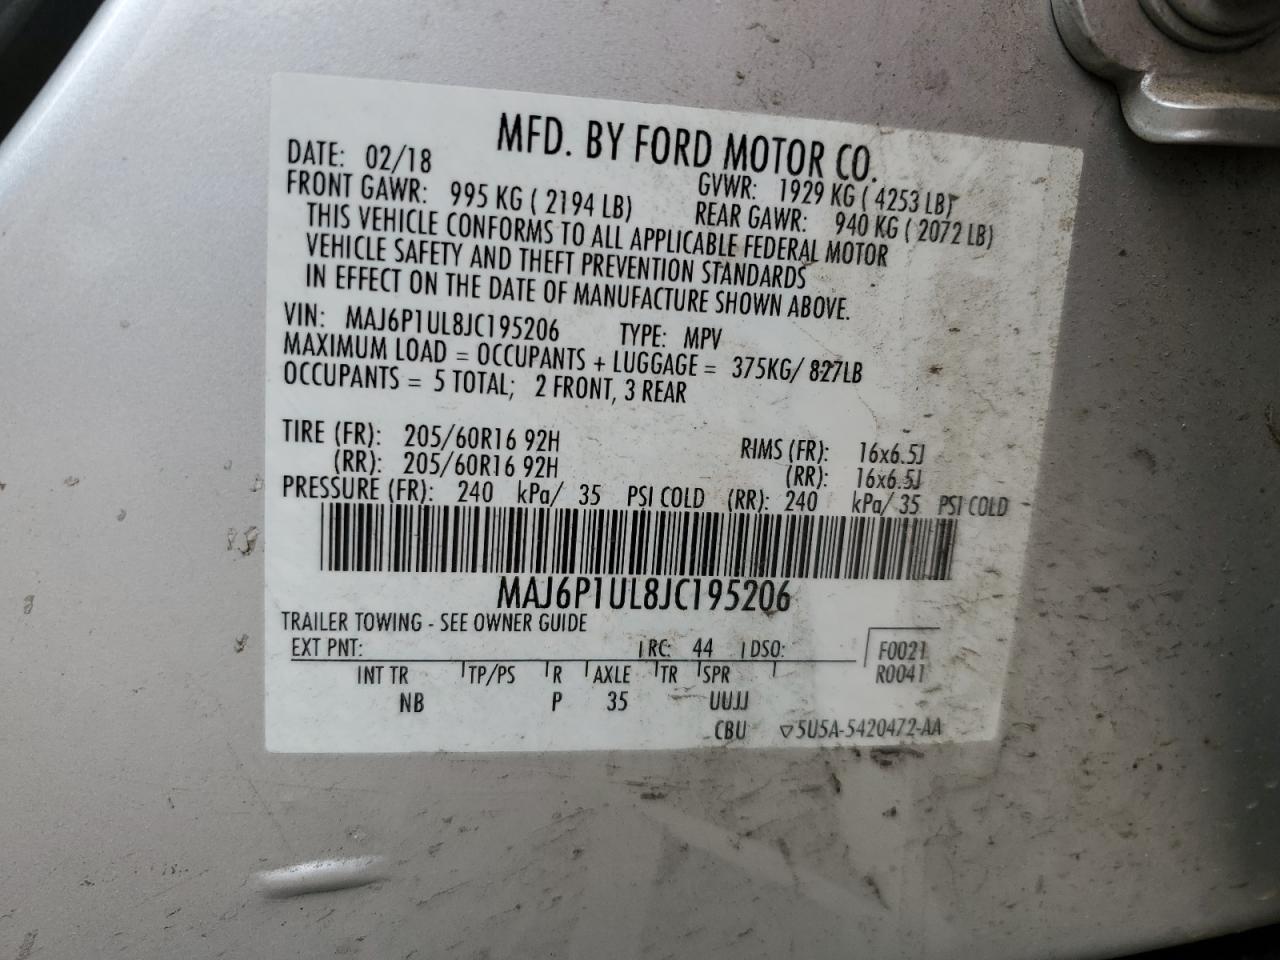 MFD. BY FORD MOTOR CO.
DATE: 02/18 GVWR: 1929 KG ( 4253 LB)
FRONT GAWR: 995 KG ( 2194 LB) REAR GAWR: 940 KG ( 2072 LB)
THIS VEHICLE CONFORMS TO ALL APPLICABLE FEDERAL MOTOR
VEHICLE SAFETY AND THEFT PREVENTION STANDARDS
IN EFFECT ON THE DATE OF MANUFACTURE SHOWN ABOVE.
VIN: MAJ6P1UL8JC195206 TYPE: MPV
MAXIMUM LOAD = OCCUPANTS + LUGGAGE = 375KG/ 827LB
OCCUPANTS = 5 TOTAL; 2 FRONT, 3 REAR
TIRE (FR): 205/60R16 92H RIMS (FR): 16x6.5J
(RR): 205/60R16 92H (RR): 16x6.5J
PRESSURE (FR): 240 kPa/ 35 PSI COLD (RR): 240 kPa/ 35 PSI COLD
MAJ6P1UL8JC195206
TRAILER TOWING - SEE OWNER GUIDE
EXT PNT: RC: 44 DSO: F0021
INT TR TP/PS R AXLE TR SPR R0041
NB P 35 UUJJ
CBU ▽5U5A-5420472-AA